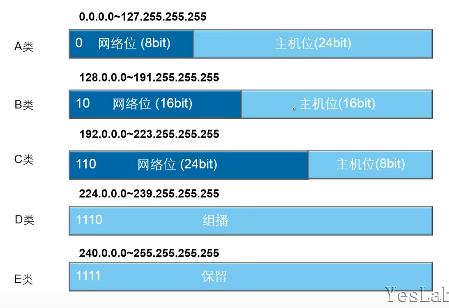 0.0.0.0~127.255.255.255
A类 0 网络位 (8bit) 主机位(24bit)
128.0.0.0~191.255.255.255
B类 10 网络位 (16bit) 主机位(16bit)
192.0.0.0~223.255.255.255
C类 110 网络位 (24bit) 主机位(8bit)
224.0.0.0~239.255.255.255
D类 1110 组播
240.0.0.0~255.255.255.255
E类 1111 保留
YesLab